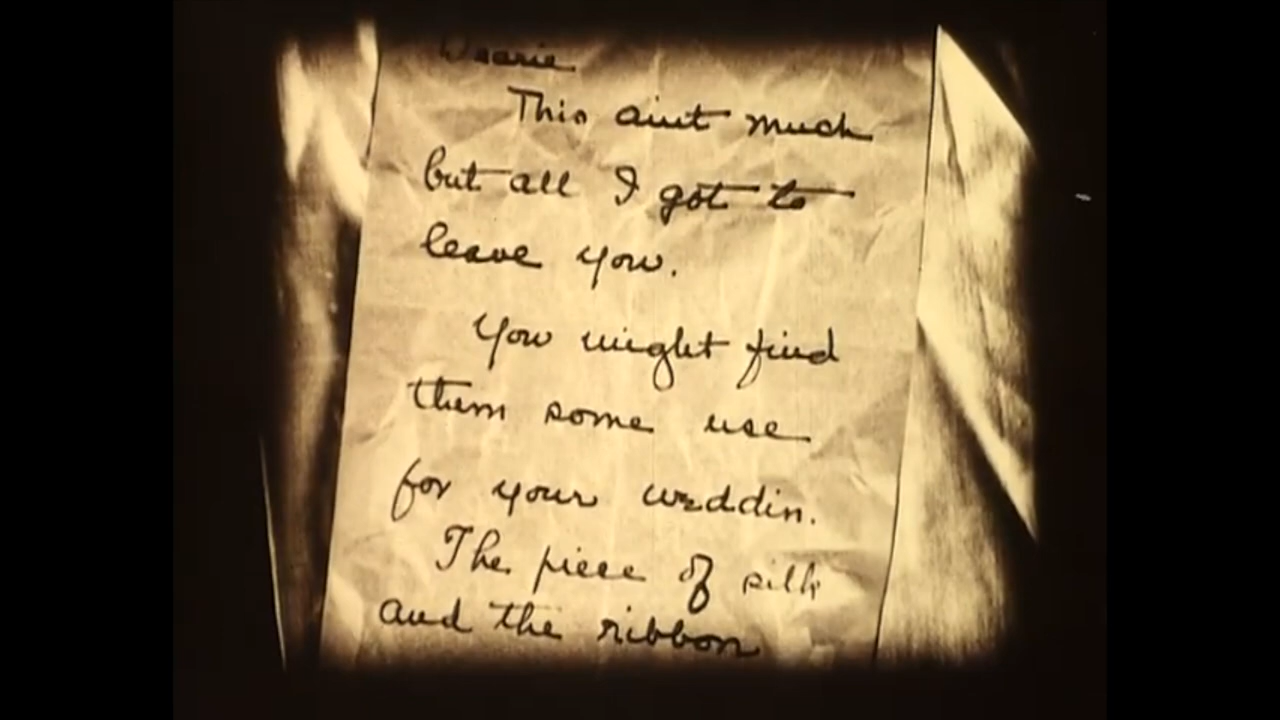 Dearie
This aint much
but all I got to
leave you.
You might find
them some use
for your weddin.
The piece of silk
and the ribbon